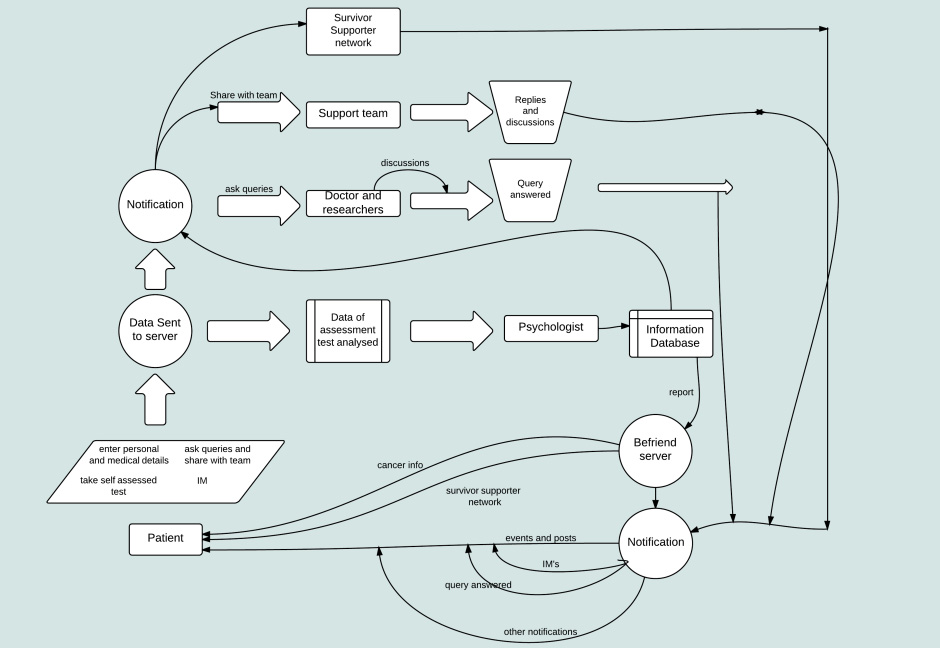 Survivor
Supporter
network
Share with team
Support team
Replies
and
discussions
discussions
ask queries
Doctor and
researchers
Query
answered
Notification
Data Sent
to server
Data of
assessment
test analysed
Psychologist
Information
Database
report
enter personal
and medical details
ask queries and
share with team
take self assessed
test
IM
Befriend
server
cancer info
survivor supporter
network
Patient
events and posts
Notification
IM's
query answered
other notifications